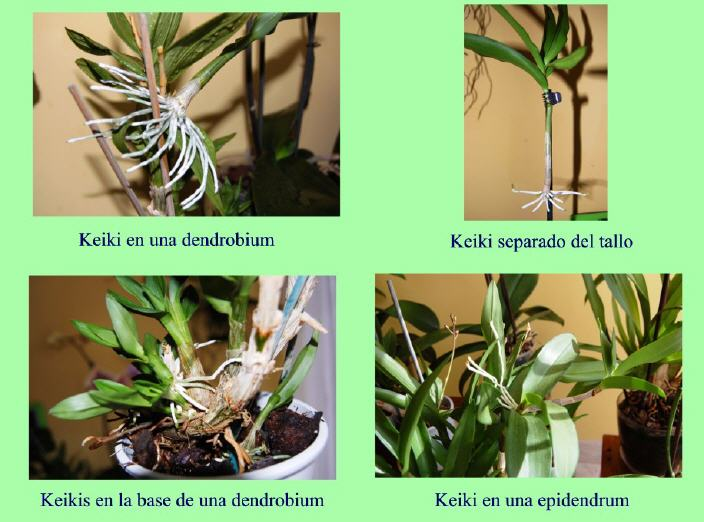 Keiki en una dendrobium
Keiki separado del tallo
Keikis en la base de una dendrobium
Keiki en una epidendrum